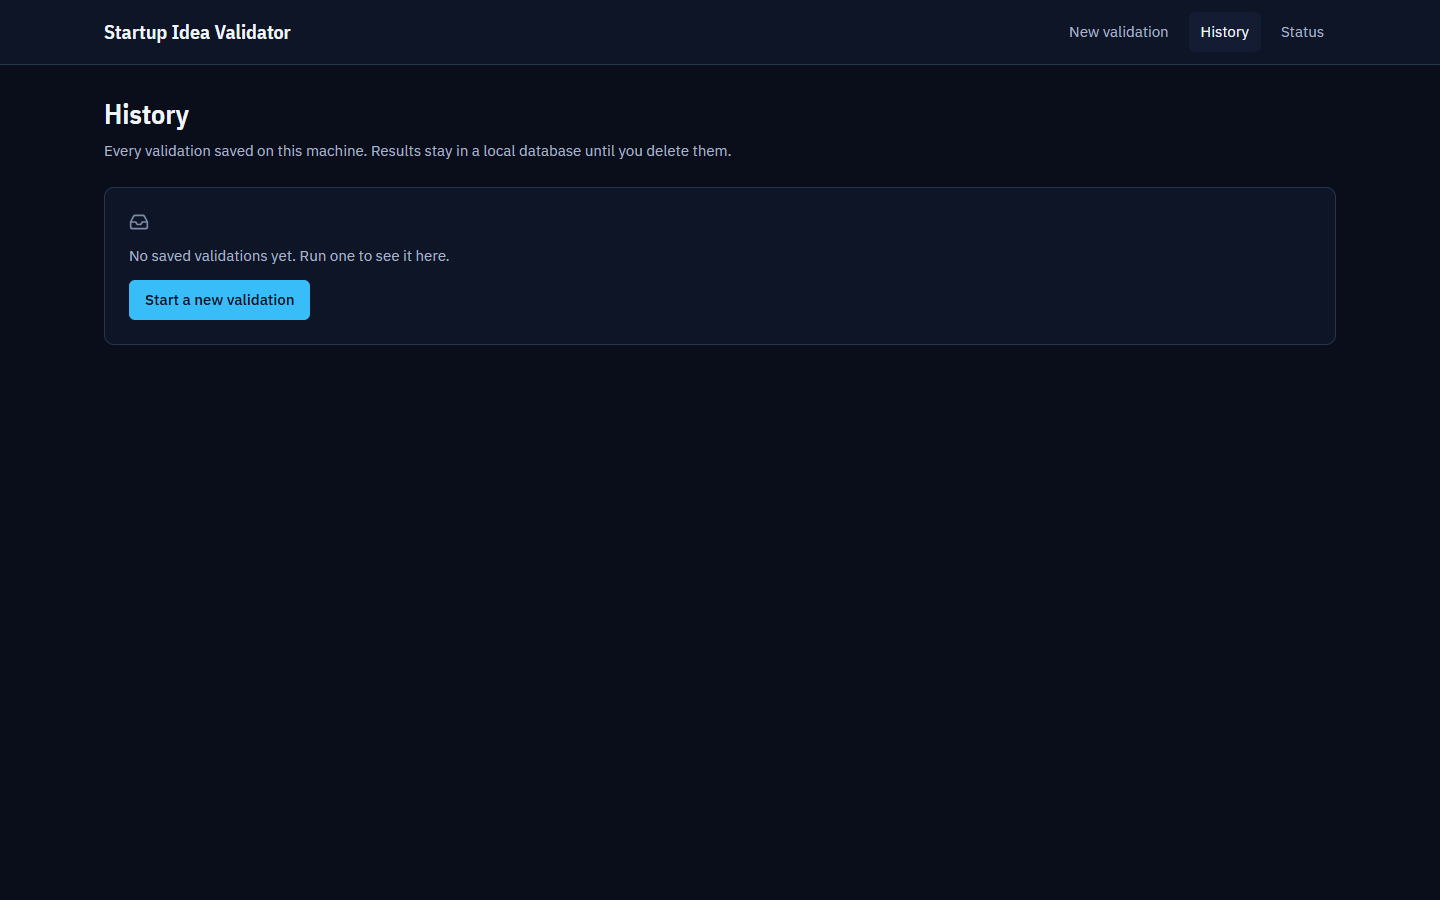 Startup Idea Validator
New validation
History
Status
History
Every validation saved on this machine. Results stay in a local database until you delete them.
No saved validations yet. Run one to see it here.
Start a new validation